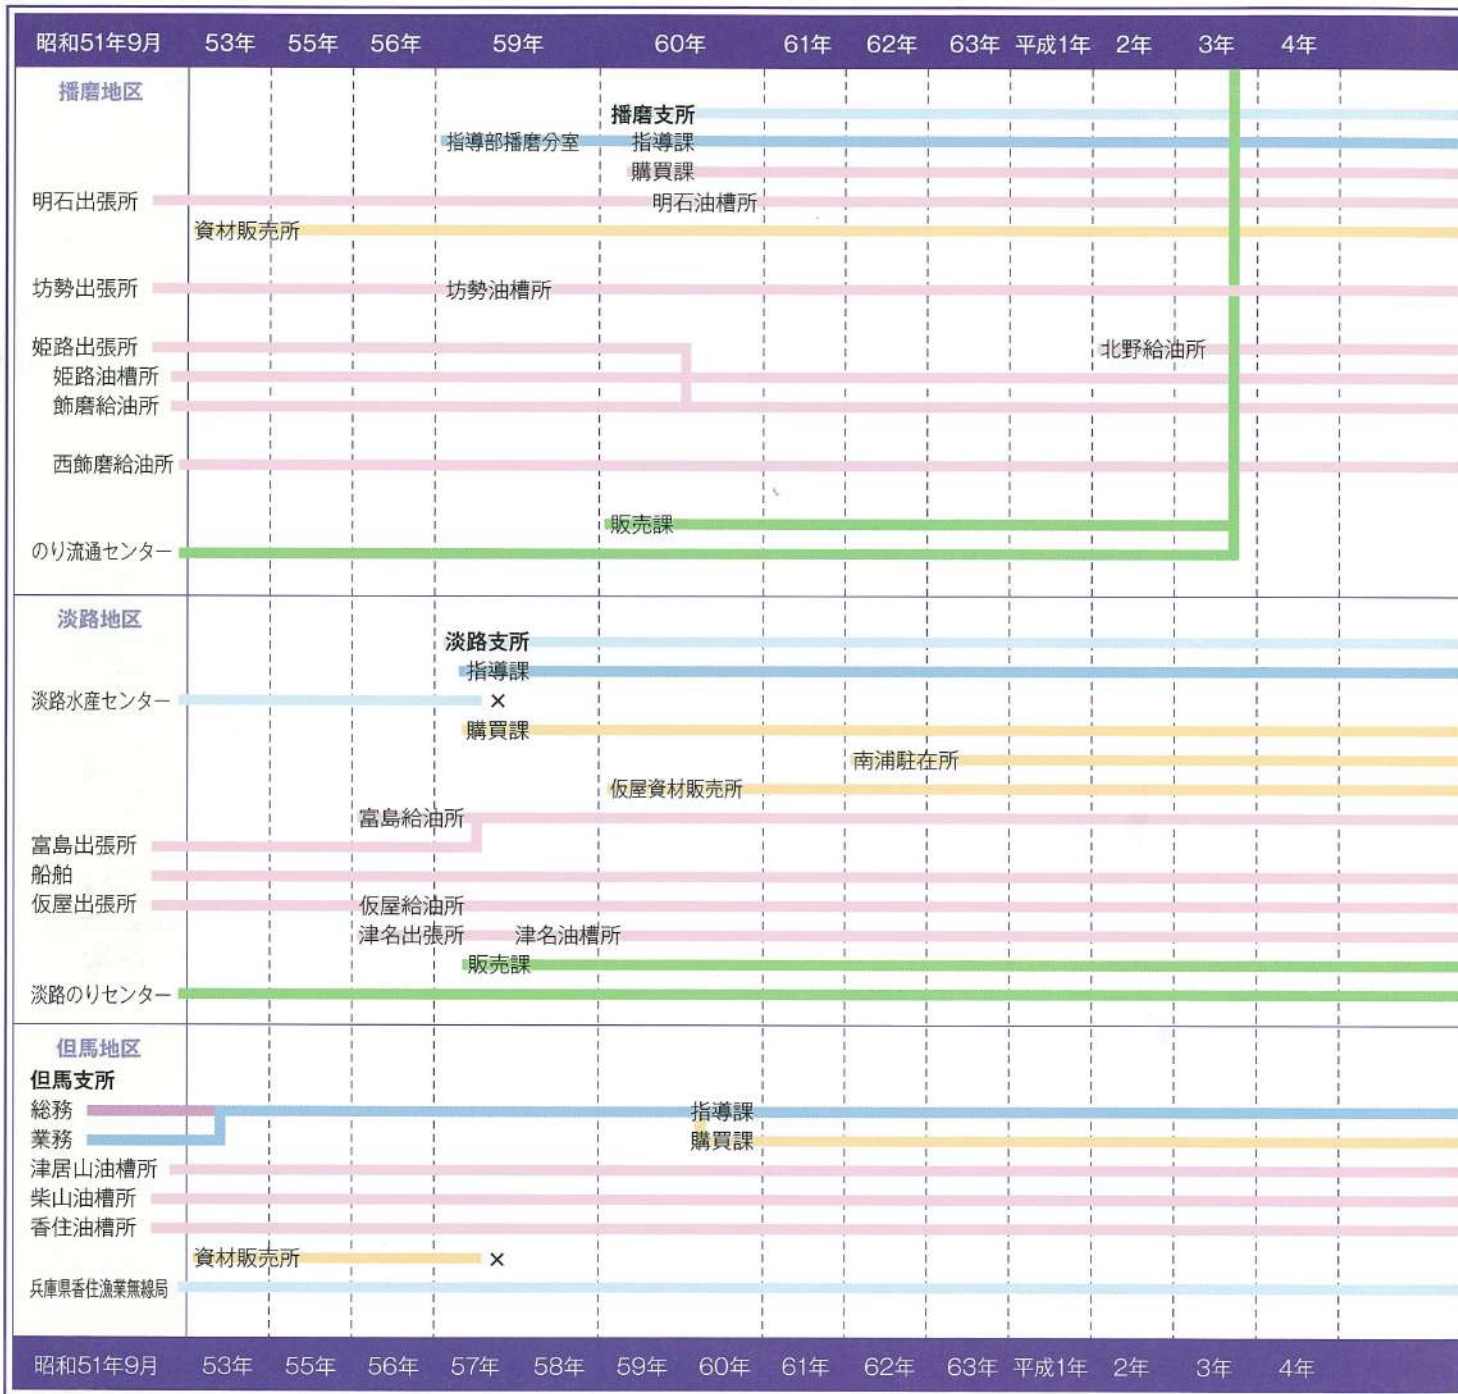 昭和51年9月 53年 55年 56年 59年 60年 61年 62年 63年 平成1年 2年 3年 4年
播磨地区
播磨支所
指導部播磨分室 指導課
購買課
明石出張所 明石油槽所
資材販売所
坊勢出張所 坊勢油槽所
姫路出張所 北野給油所
姫路油槽所
飾磨給油所
西飾磨給油所
販売課
のり流通センター
淡路地区
淡路支所
指導課
淡路水産センター ×
購買課
南浦駐在所
仮屋資材販売所
富島給油所
富島出張所
船舶
仮屋出張所 仮屋給油所
津名出張所 津名油槽所
販売課
淡路のりセンター
但馬地区
但馬支所
総務 指導課
業務 購買課
津居山油槽所
柴山油槽所
香住油槽所
資材販売所 ×
兵庫県香住漁業無線局
昭和51年9月 53年 55年 56年 57年 58年 59年 60年 61年 62年 63年 平成1年 2年 3年 4年